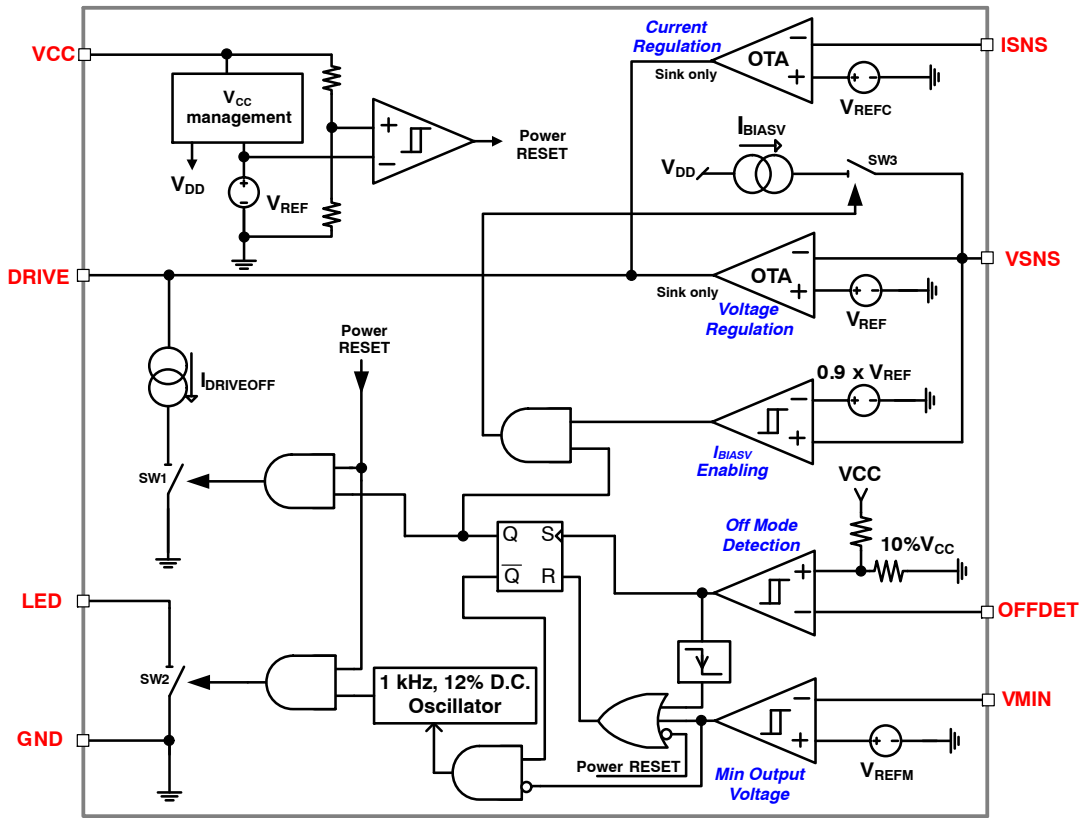 Current
Regulation
VCC
ISNS
OTA
Sink only
VCC
management
VREFC
Power
RESET
IBIASV
SW3
VDD
VDD
VREF
DRIVE
VSNS
OTA
Sink only
Voltage
Regulation
VREF
Power
RESET
IDRIVEOFF
0.9 x VREF
IBIASV
Enabling
SW1
VCC
Off Mode
Detection
10%VCC
Q
S
Q
R
LED
OFFDET
SW2
1 kHz, 12% D.C.
Oscillator
VMIN
GND
Power RESET
Min Output
Voltage
VREFM